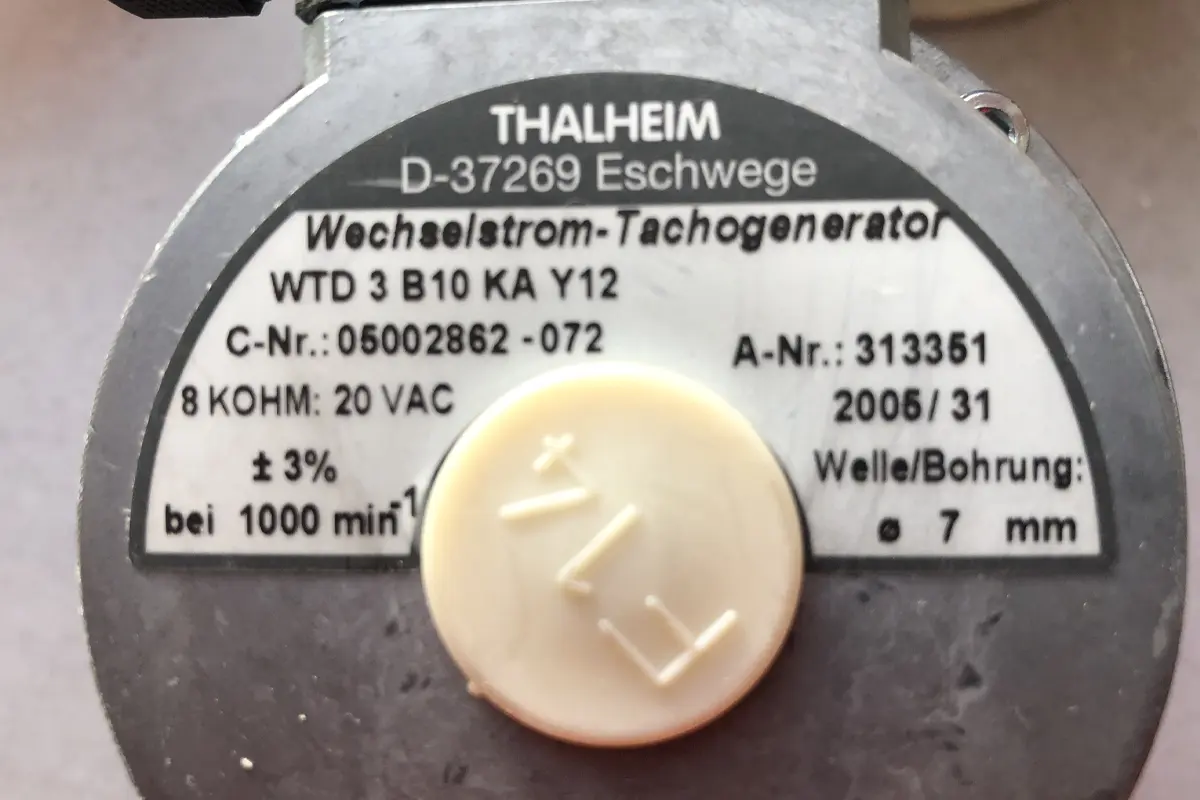 THALHEIM
D-37269 Eschwege
Wechselstrom-Tachogenerator
WTD 3 B10 KA Y12
C-Nr.: 05002862 -072
A-Nr.: 313351
8 KOHM: 20 VAC
2005/ 31
± 3%
Welle/Bohrung:
bei 1000 min-1
ø 7 mm